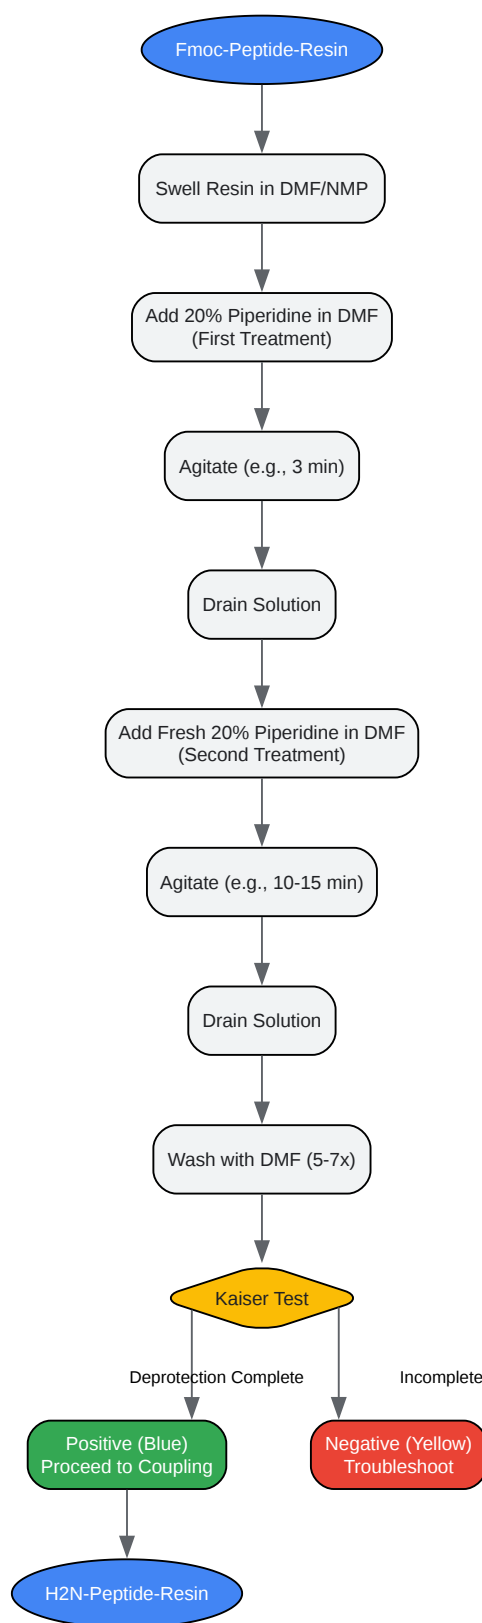 Fmoc-Peptide-Resin
Swell Resin in DMF/NMP
Add 20% Piperidine in DMF
(First Treatment)
Agitate (e.g., 3 min)
Drain Solution
Add Fresh 20% Piperidine in DMF
(Second Treatment)
Agitate (e.g., 10-15 min)
Drain Solution
Wash with DMF (5-7x)
Kaiser Test
Deprotection Complete
Incomplete
Positive (Blue)
Proceed to Coupling
Negative (Yellow)
Troubleshoot
H2N-Peptide-Resin